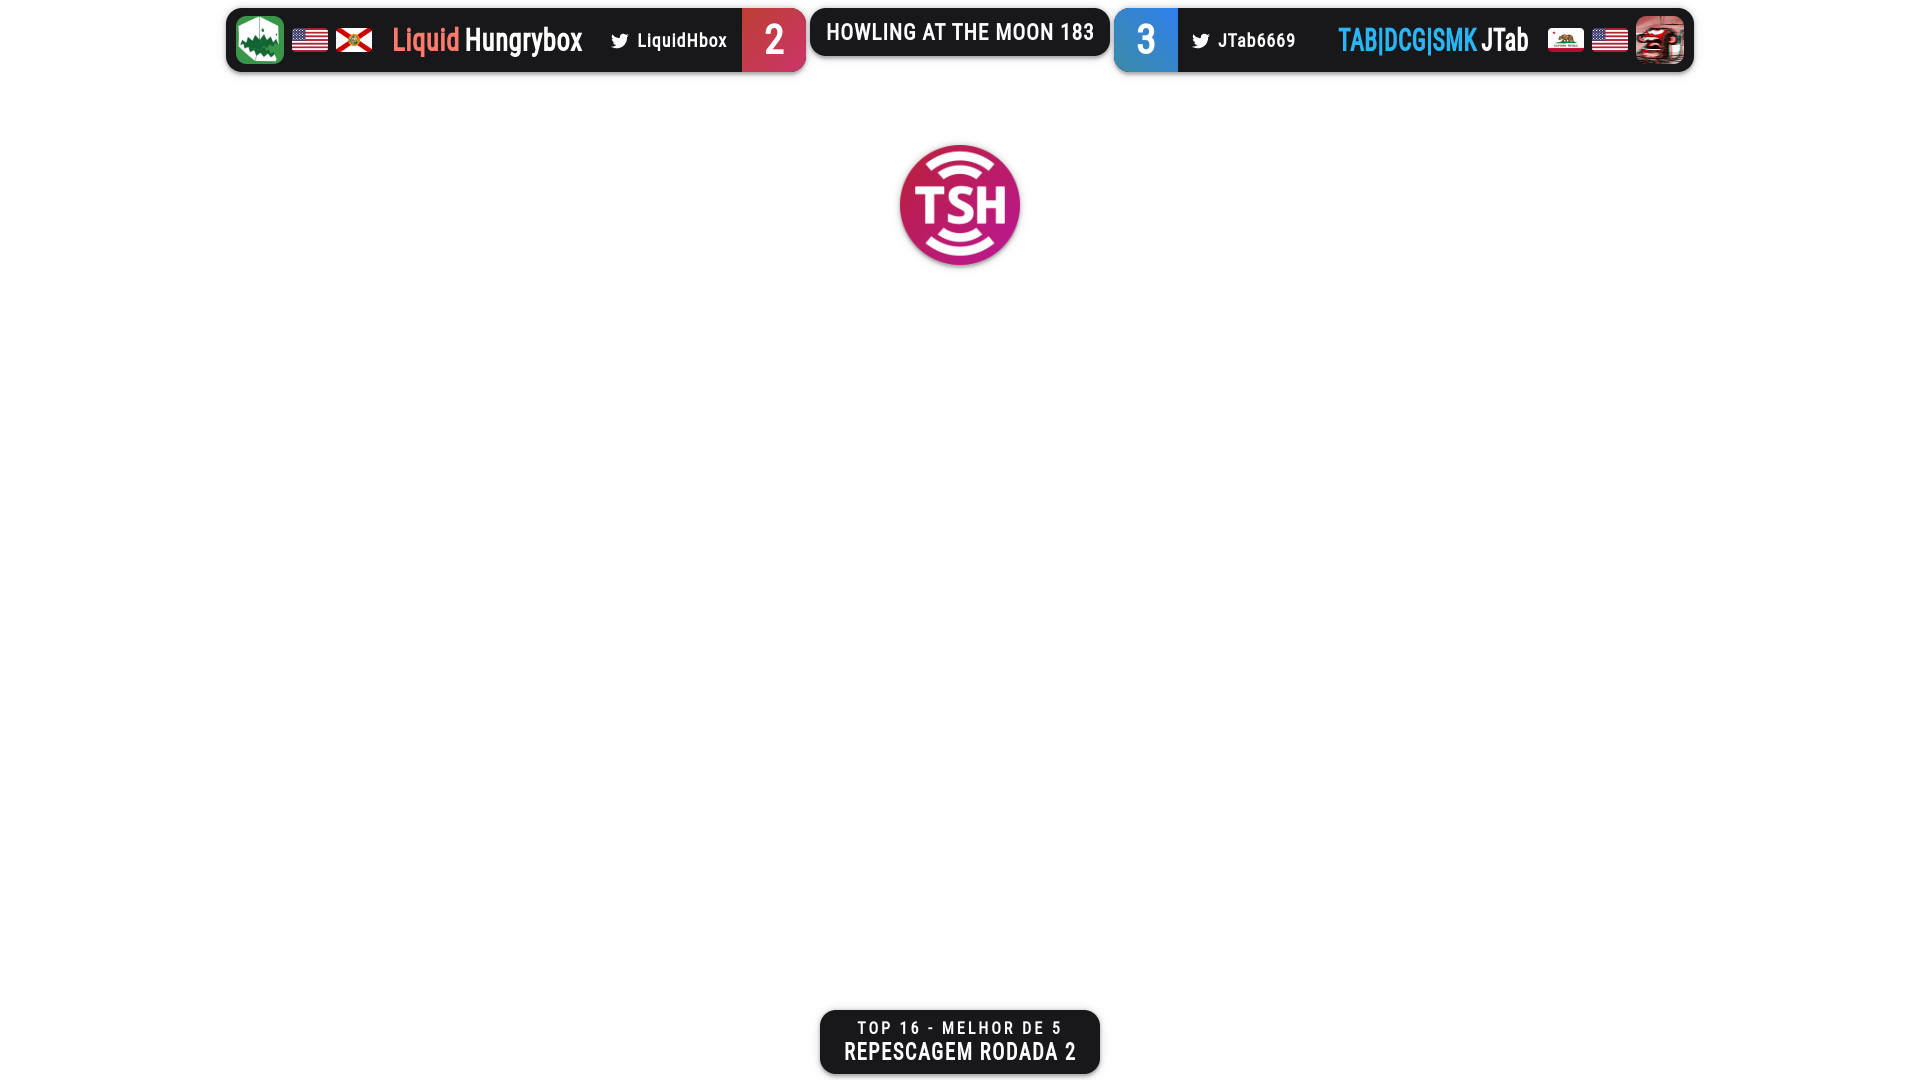 Liquid Hungrybox LiquidHbox 2
HOWLING AT THE MOON 183
3 JTab6669 TAB|DCG|SMK JTab
TSH
TOP 16 - MELHOR DE 5
REPESCAGEM RODADA 2